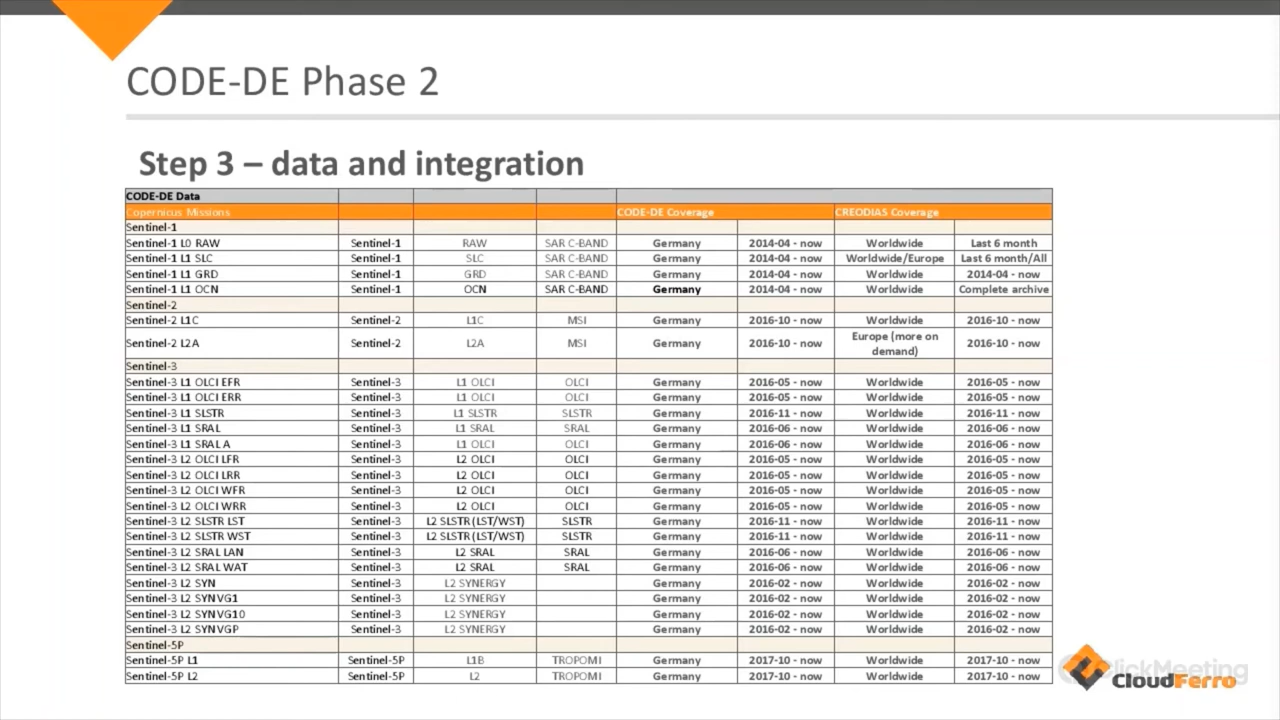 CODE-DE Phase 2
Step 3 – data and integration
CODE-DE Data
Copernicus Missions CODE-DE Coverage CREODIAS Coverage
Sentinel-1
Sentinel-1 L0 RAW Sentinel-1 RAW SAR C-BAND Germany 2014-04 - now Worldwide Last 6 month
Sentinel-1 L1 SLC Sentinel-1 SLC SAR C-BAND Germany 2014-04 - now Worldwide/Europe Last 6 month/All
Sentinel-1 L1 GRD Sentinel-1 GRD SAR C-BAND Germany 2014-04 - now Worldwide 2014-04 - now
Sentinel-1 L1 OCN Sentinel-1 OCN SAR C-BAND Germany 2014-04 - now Worldwide Complete archive
Sentinel-2
Sentinel-2 L1C Sentinel-2 L1C MSI Germany 2016-10 - now Worldwide 2016-10 - now
Sentinel-2 L2A Sentinel-2 L2A MSI Germany 2016-10 - now Europe (more on demand) 2016-10 - now
Sentinel-3
Sentinel-3 L1 OLCI EFR Sentinel-3 L1 OLCI OLCI Germany 2016-05 - now Worldwide 2016-05 - now
Sentinel-3 L1 OLCI ERR Sentinel-3 L1 OLCI OLCI Germany 2016-05 - now Worldwide 2016-05 - now
Sentinel-3 L1 SLSTR Sentinel-3 L1 SLSTR SLSTR Germany 2016-11 - now Worldwide 2016-11 - now
Sentinel-3 L1 SRAL Sentinel-3 L1 SRAL SRAL Germany 2016-06 - now Worldwide 2016-06 - now
Sentinel-3 L1 SRAL A Sentinel-3 L1 OLCI OLCI Germany 2016-06 - now Worldwide 2016-06 - now
Sentinel-3 L2 OLCI LFR Sentinel-3 L2 OLCI OLCI Germany 2016-05 - now Worldwide 2016-05 - now
Sentinel-3 L2 OLCI LRR Sentinel-3 L2 OLCI OLCI Germany 2016-05 - now Worldwide 2016-05 - now
Sentinel-3 L2 OLCI WFR Sentinel-3 L2 OLCI OLCI Germany 2016-05 - now Worldwide 2016-05 - now
Sentinel-3 L2 OLCI WRR Sentinel-3 L2 OLCI OLCI Germany 2016-05 - now Worldwide 2016-05 - now
Sentinel-3 L2 SLSTR LST Sentinel-3 L2 SLSTR (LST/WST) SLSTR Germany 2016-11 - now Worldwide 2016-11 - now
Sentinel-3 L2 SLSTR WST Sentinel-3 L2 SLSTR (LST/WST) SLSTR Germany 2016-11 - now Worldwide 2016-11 - now
Sentinel-3 L2 SRAL LAN Sentinel-3 L2 SRAL SRAL Germany 2016-06 - now Worldwide 2016-06 - now
Sentinel-3 L2 SRAL WAT Sentinel-3 L2 SRAL SRAL Germany 2016-06 - now Worldwide 2016-06 - now
Sentinel-3 L2 SYN Sentinel-3 L2 SYNERGY Germany 2016-02 - now Worldwide 2016-02 - now
Sentinel-3 L2 SYN VG1 Sentinel-3 L2 SYNERGY Germany 2016-02 - now Worldwide 2016-02 - now
Sentinel-3 L2 SYN VG10 Sentinel-3 L2 SYNERGY Germany 2016-02 - now Worldwide 2016-02 - now
Sentinel-3 L2 SYN VGP Sentinel-3 L2 SYNERGY Germany 2016-02 - now Worldwide 2016-02 - now
Sentinel-5P
Sentinel-5P L1 Sentinel-5P L1B TROPOMI Germany 2017-10 - now Worldwide 2017-10 - now
Sentinel-5P L2 Sentinel-5P L2 TROPOMI Germany 2017-10 - now Worldwide 2017-10 - now
ClickMeeting
CloudFerro